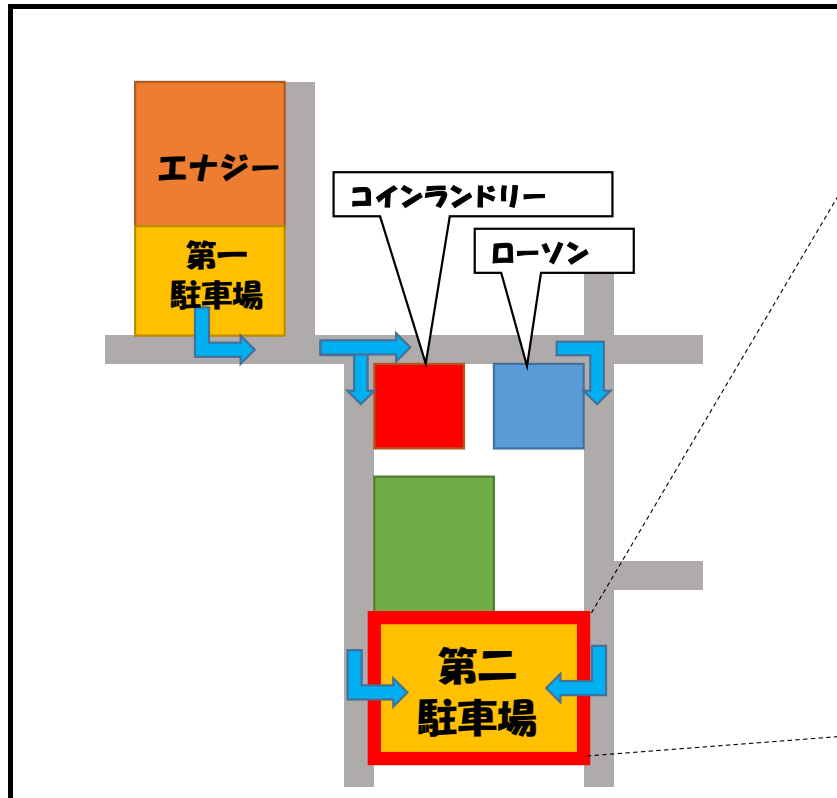 エナジー
第一
駐車場
コインランドリー
ローソン
第二
駐車場